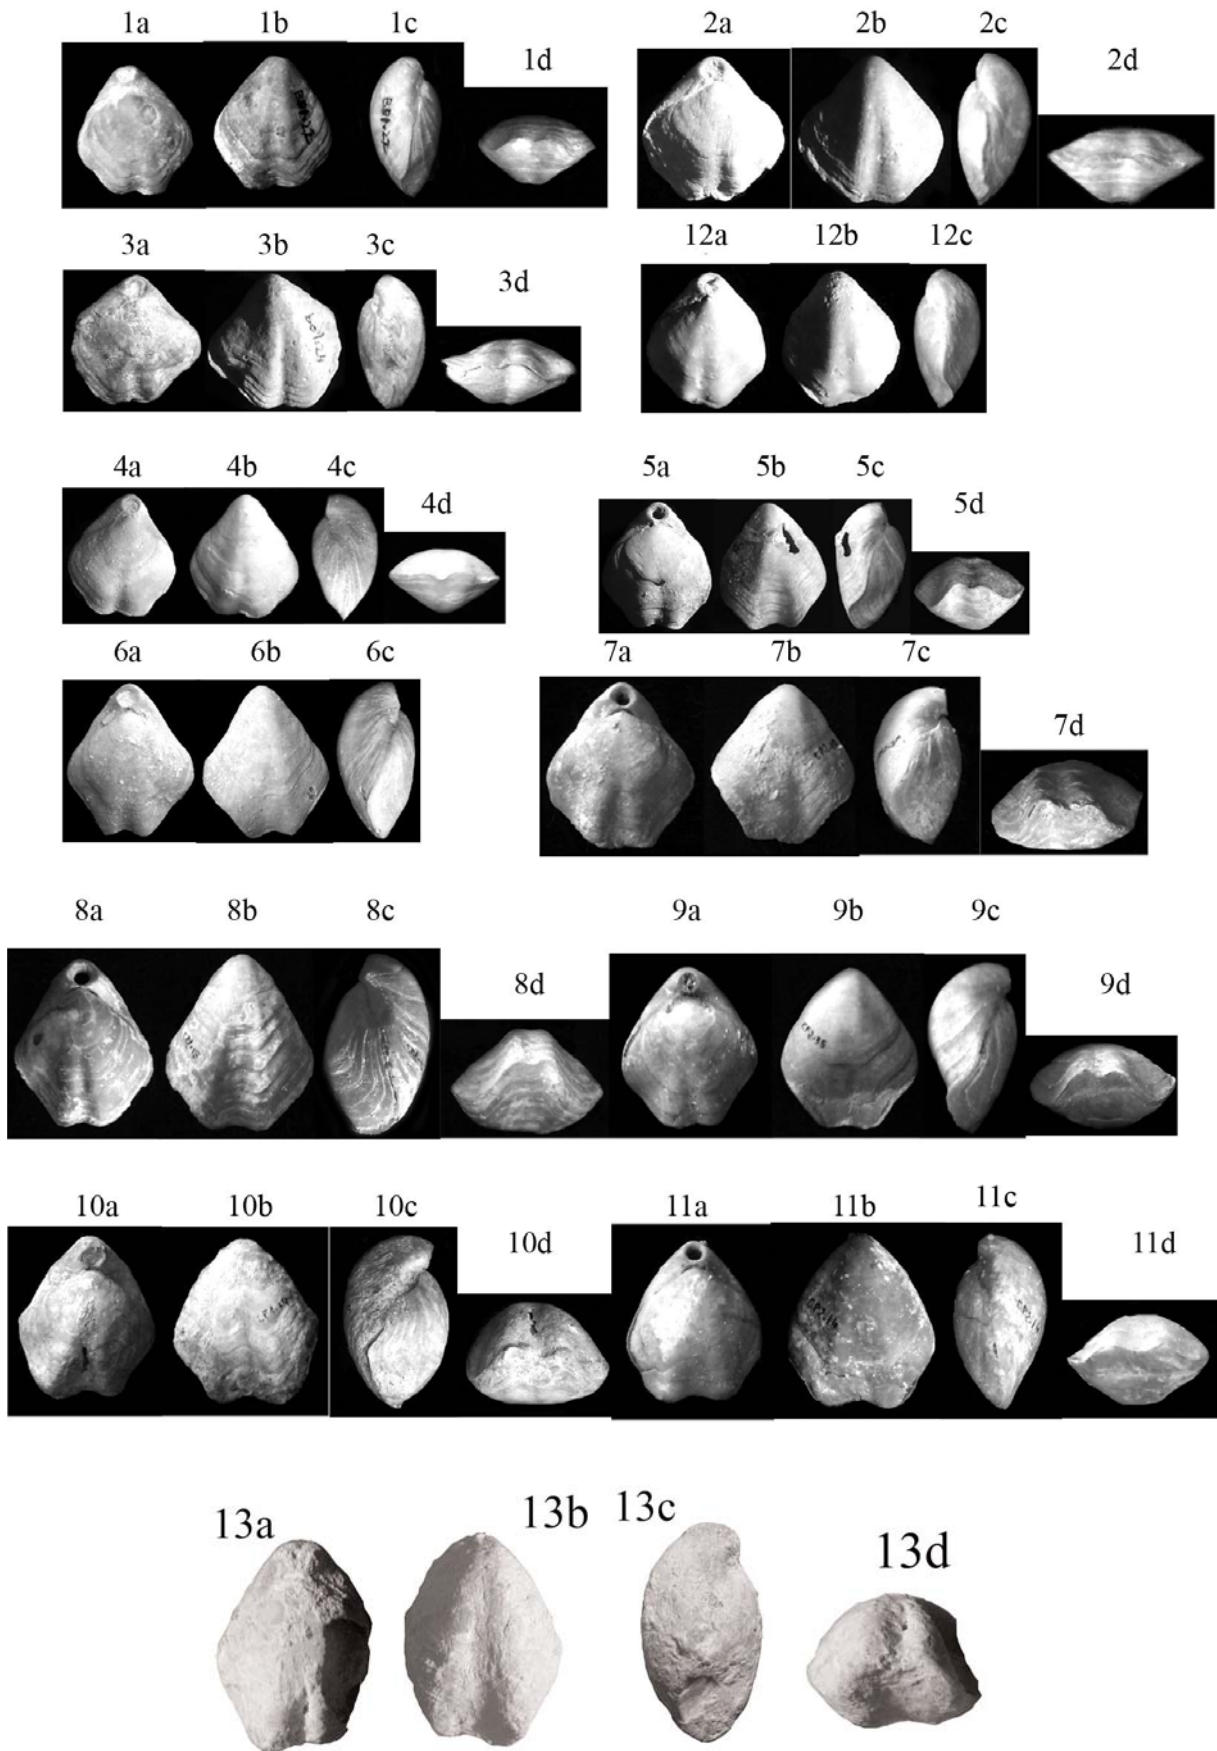 1a 1b 1c 1d 2a 2b 2c 2d
3a 3b 3c 3d 12a 12b 12c
4a 4b 4c 4d 5a 5b 5c 5d
6a 6b 6c 7a 7b 7c 7d
8a 8b 8c 8d 9a 9b 9c 9d
10a 10b 10c 10d 11a 11b 11c 11d
13a 13b 13c 13d